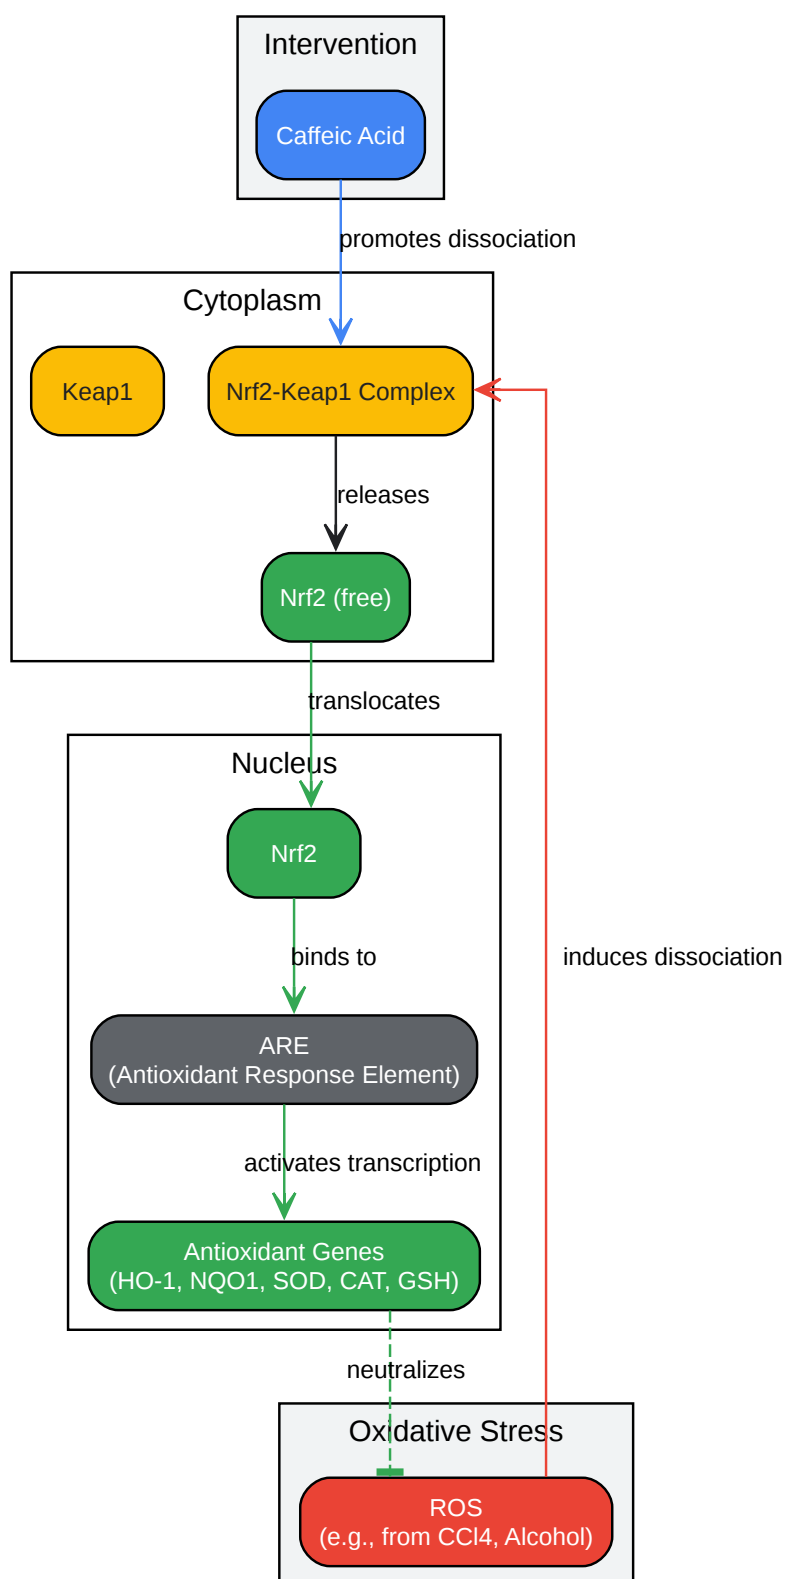 Intervention
Caffeic Acid
promotes dissociation
Cytoplasm
Keap1
Nrf2-Keap1 Complex
releases
Nrf2 (free)
translocates
Nucleus
Nrf2
binds to
induces dissociation
ARE
(Antioxidant Response Element)
activates transcription
Antioxidant Genes
(HO-1, NQO1, SOD, CAT, GSH)
neutralizes
Oxidative Stress
ROS
(e.g., from CCl4, Alcohol)